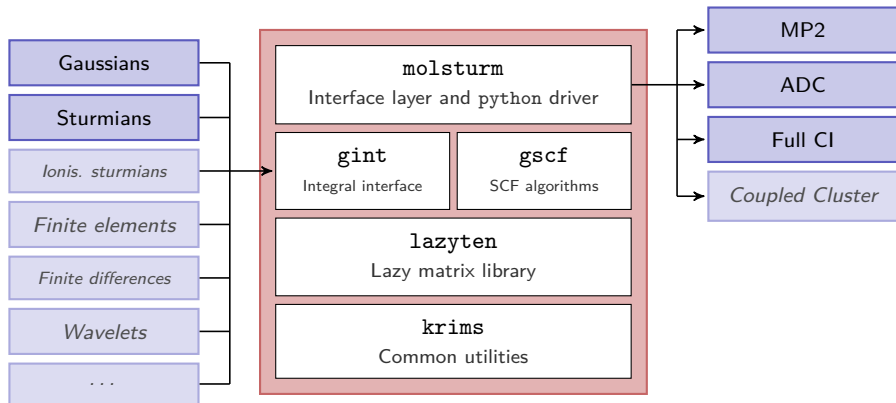 Gaussians
Sturmians
Ionis. sturmians
Finite elements
Finite differences
Wavelets
...
molsturm
Interface layer and python driver
gint
Integral interface
gscf
SCF algorithms
lazyten
Lazy matrix library
krims
Common utilities
MP2
ADC
Full CI
Coupled Cluster